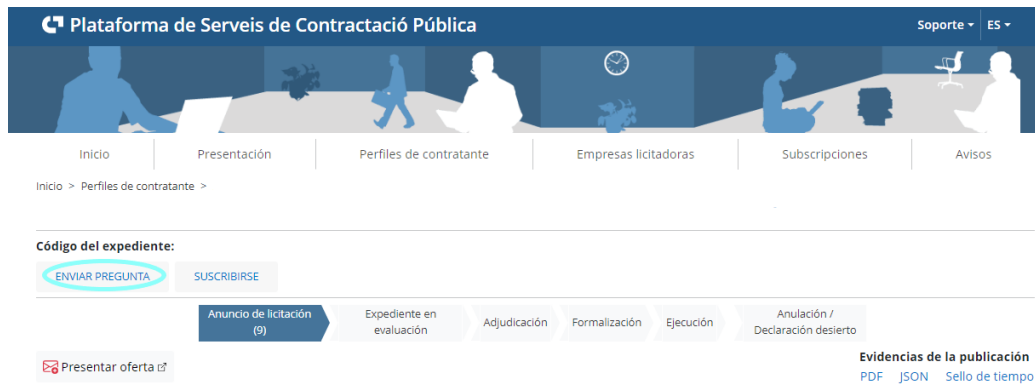 Plataforma de Serveis de Contractació Pública
Soporte ES
Inicio Presentación Perfiles de contratante Empresas licitadoras Subscripciones Avisos
Inicio > Perfiles de contratante >
Código del expediente:
ENVIAR PREGUNTA SUSCRIBIRSE
Anuncio de licitación (9)
Expediente en evaluación
Adjudicación
Formalización
Ejecución
Anulación / Declaración desierto
Presentar oferta
Evidencias de la publicación
PDF JSON Sello de tiempo